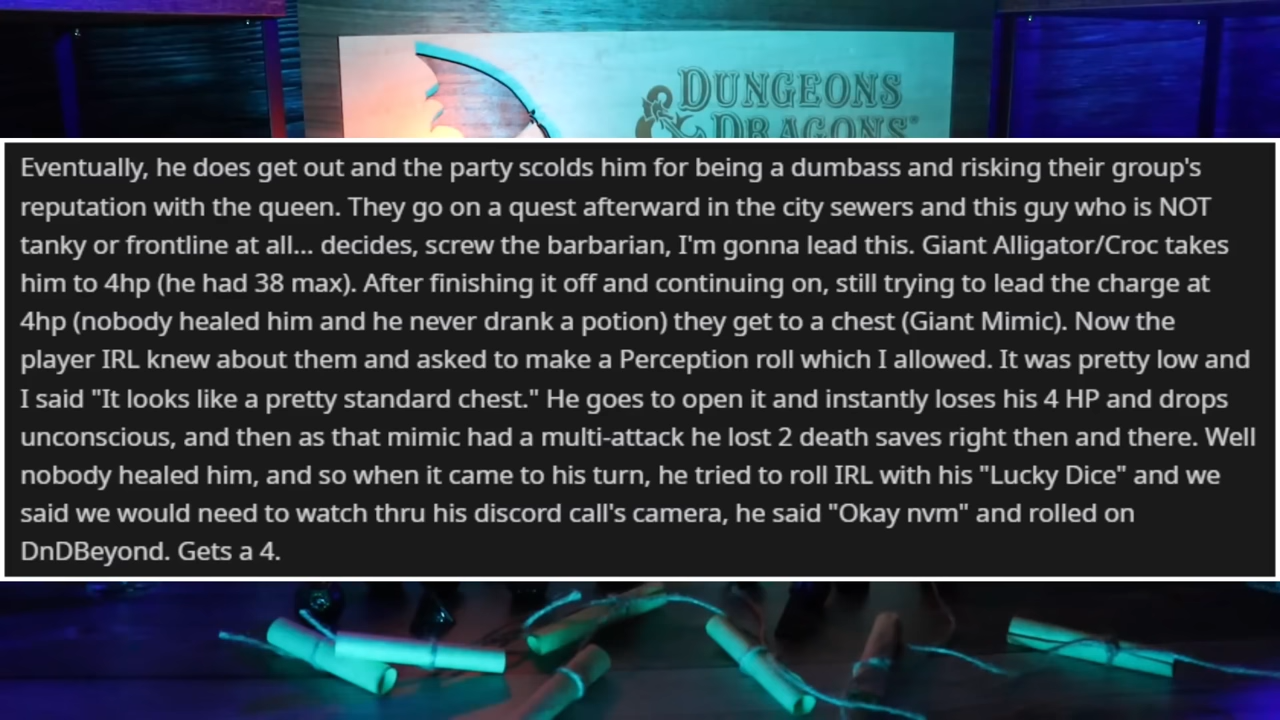 DUNGEONS
& DRAGONS®
Eventually, he does get out and the party scolds him for being a dumbass and risking their group's
reputation with the queen. They go on a quest afterward in the city sewers and this guy who is NOT
tanky or frontline at all... decides, screw the barbarian, I'm gonna lead this. Giant Alligator/Croc takes
him to 4hp (he had 38 max). After finishing it off and continuing on, still trying to lead the charge at
4hp (nobody healed him and he never drank a potion) they get to a chest (Giant Mimic). Now the
player IRL knew about them and asked to make a Perception roll which I allowed. It was pretty low and
I said "It looks like a pretty standard chest." He goes to open it and instantly loses his 4 HP and drops
unconscious, and then as that mimic had a multi-attack he lost 2 death saves right then and there. Well
nobody healed him, and so when it came to his turn, he tried to roll IRL with his "Lucky Dice" and we
said we would need to watch thru his discord call's camera, he said "Okay nvm" and rolled on
DnDBeyond. Gets a 4.